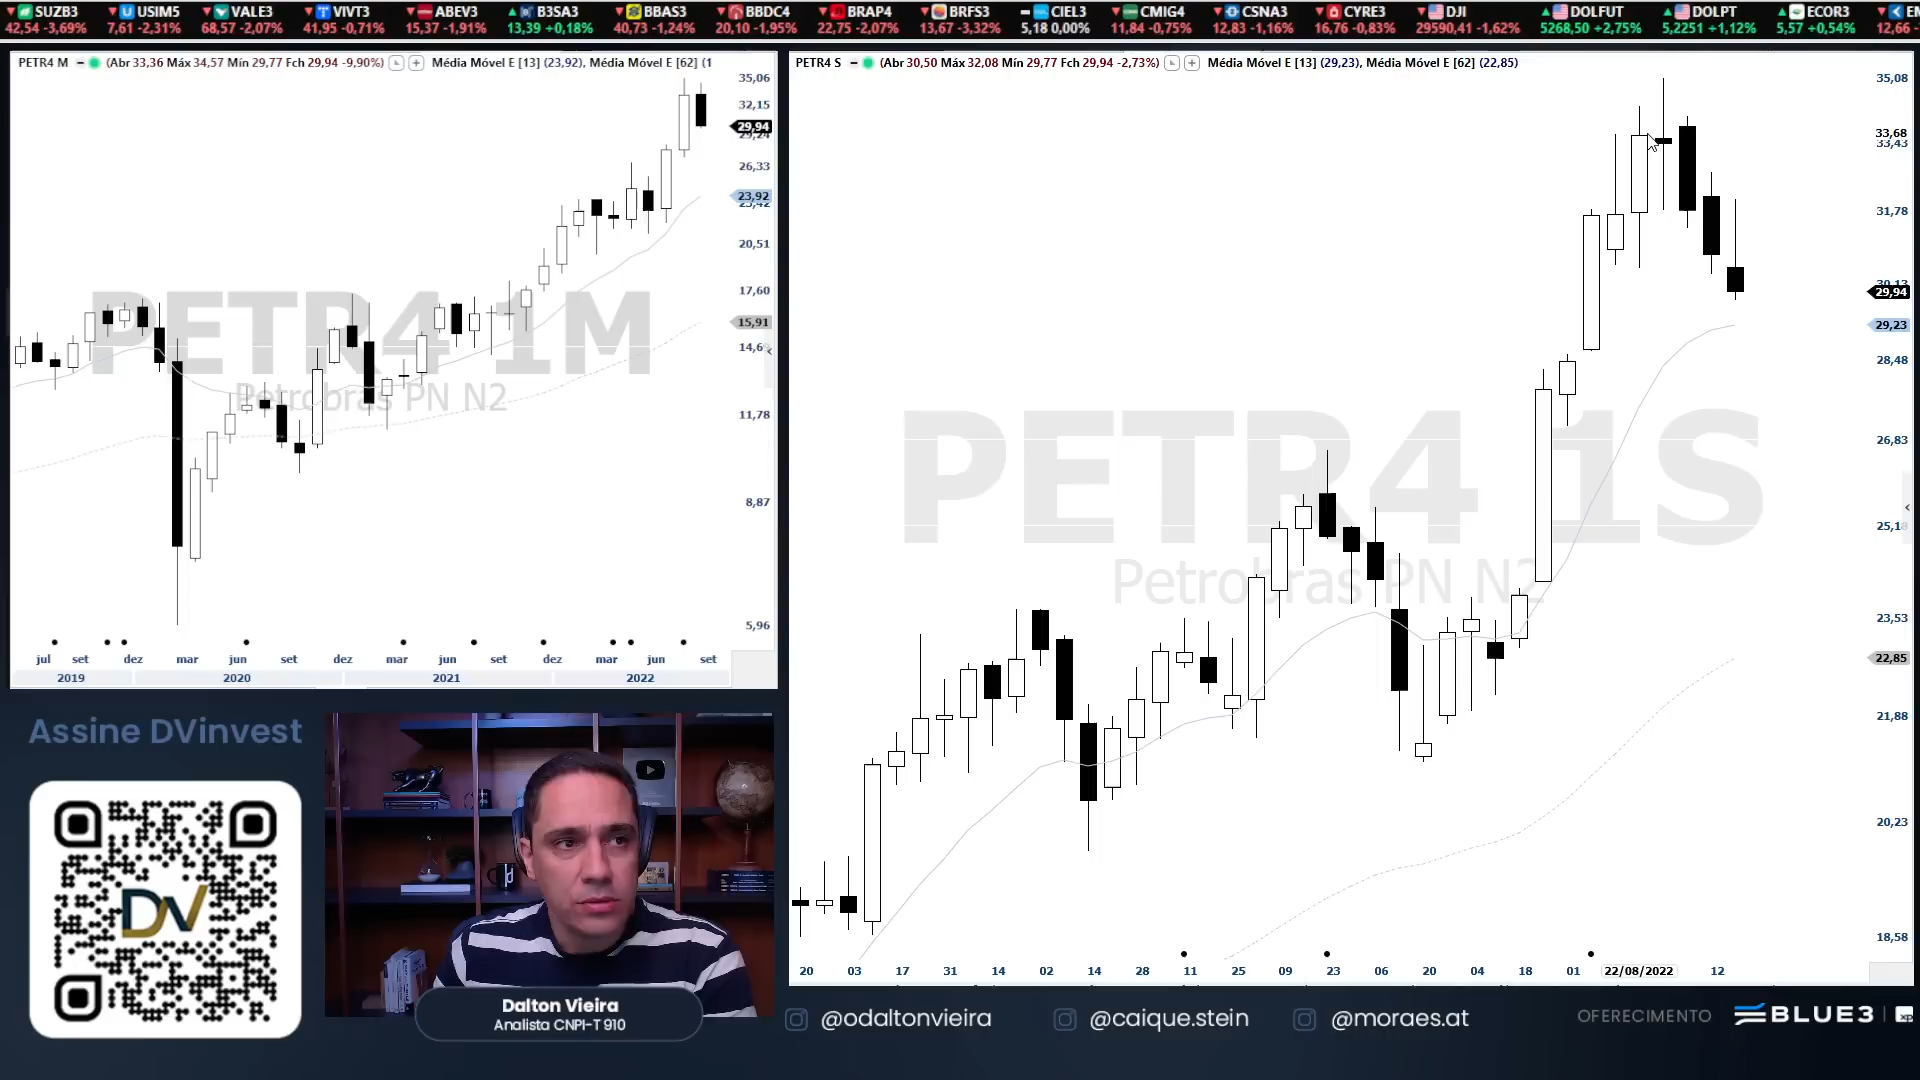 SUZB3 USIM5 VALE3 VIVT3 ABEV3 B3SA3 BBAS3 BBDC4 BRAP4 BRFS3 CIEL3 CMIG4 CSNA3 CYRE3 DJI DOLFUT DOLPT ECOR3
42,54 -3,69% 7,61 -2,31% 68,57 -2,07% 41,95 -0,71% 15,37 -1,91% 13,39 +0,18% 40,73 -1,24% 20,10 -1,95% 22,75 -2,07% 13,67 -3,32% 5,18 0,00% 11,84 -0,75% 12,83 -1,16% 16,76 -0,83% 29590,41 -1,62% 5268,50 +2,75% 5,2251 +1,12% 5,57 +0,54% 12,66
PETR4 M (Abr 33,36 Máx 34,57 Mín 29,77 Fch 29,94 -9,90%) Média Móvel E [13] (23,92), Média Móvel E [62] (1
35,06
32,15
29,94
26,33
23,92
20,51
17,60
15,91
11,78
8,87
5,96
PETR4 1M
Petrobras PN N2
jul set dez mar jun set dez mar jun set dez mar jun set
2019 2020 2021 2022
PETR4 S (Abr 30,50 Máx 32,08 Mín 29,77 Fch 29,94 -2,73%) Média Móvel E [13] (29,23), Média Móvel E [62] (22,85)
35,08
33,68
33,43
31,78
29,94
29,23
28,48
26,83
23,53
22,85
21,88
20,23
18,58
PETR4 1S
Petrobras PN N2
20 03 17 31 14 02 14 28 11 25 09 23 06 20 04 18 01 22/08/2022 12
Assine DVinvest
DV
Dalton Vieira
Analista CNPI-T 910
@odaltonvieira @caique.stein @moraes.at
OFERECIMENTO BLUE3 xp